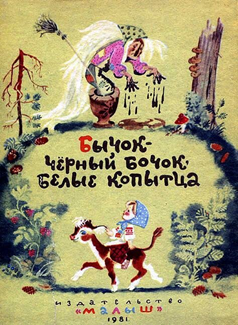 Бычок-
чёрный бочок,
белые копытца
издательство
«малыш»
1981